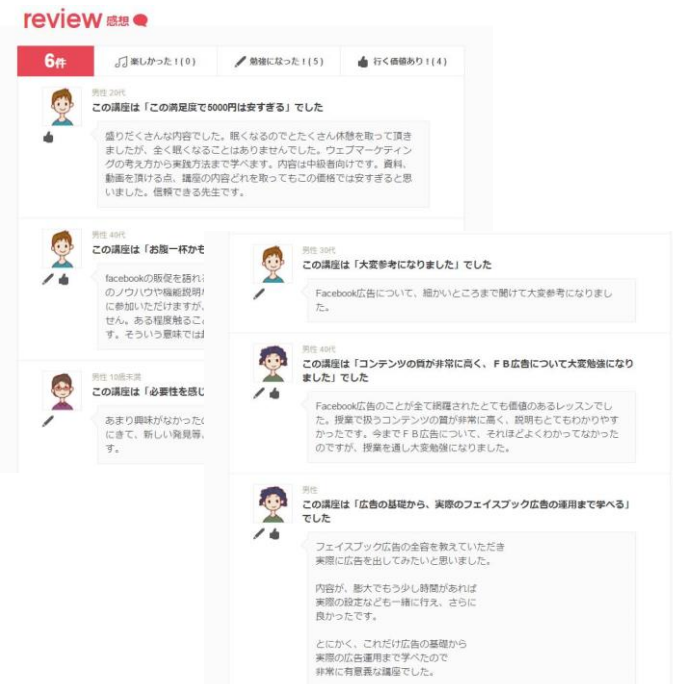 review 感想
6件
楽しかった！(0)
勉強になった！(5)
行く価値あり！(4)
男性 20代
この講座は「この満足度で5000円は安すぎる」でした
盛りだくさんな内容でした。眠くなるのでとたくさん休憩を取って頂き
ましたが、全く眠くなることはありませんでした。ウェブマーケティン
グの考え方から実践方法まで学べます。内容は中級者向けです。資料、
動画を頂ける点、講座の内容どれを取ってもこの価格では安すぎると思
いました。信頼できる先生です。
男性 40代
この講座は「お腹一杯かも
facebookの販促を語れ
のノウハウや機能説明
に参加いただけますが、
せん。ある程度触るこ
す。そういう意味では
男性 10歳未満
この講座は「必要性を感じ
あまり興味がなかった
にきて、新しい発見等、
す。
男性 30代
この講座は「大変参考になりました」でした
Facebook広告について、細かいところまで聞けて大変参考になりまし
た。
男性 40代
この講座は「コンテンツの質が非常に高く、ＦＢ広告について大変勉強になり
ました」でした
Facebook広告のことが全て網羅されたとても価値のあるレッスンでし
た。授業で扱うコンテンツの質が非常に高く、説明もとてもわかりやす
かったです。今までＦＢ広告について、それほどよくわかってなかった
のですが、授業を通し大変勉強になりました。
男性
この講座は「広告の基礎から、実際のフェイスブック広告の運用まで学べる」
でした
フェイスブック広告の全容を教えていただき
実際に広告を出してみたいと思いました。
内容が、膨大でもう少し時間があれば
実際の設定なども一緒に行え、さらに
良かったです。
とにかく、これだけ広告の基礎から
実際の広告運用まで学べたので
非常に有意義な講座でした。